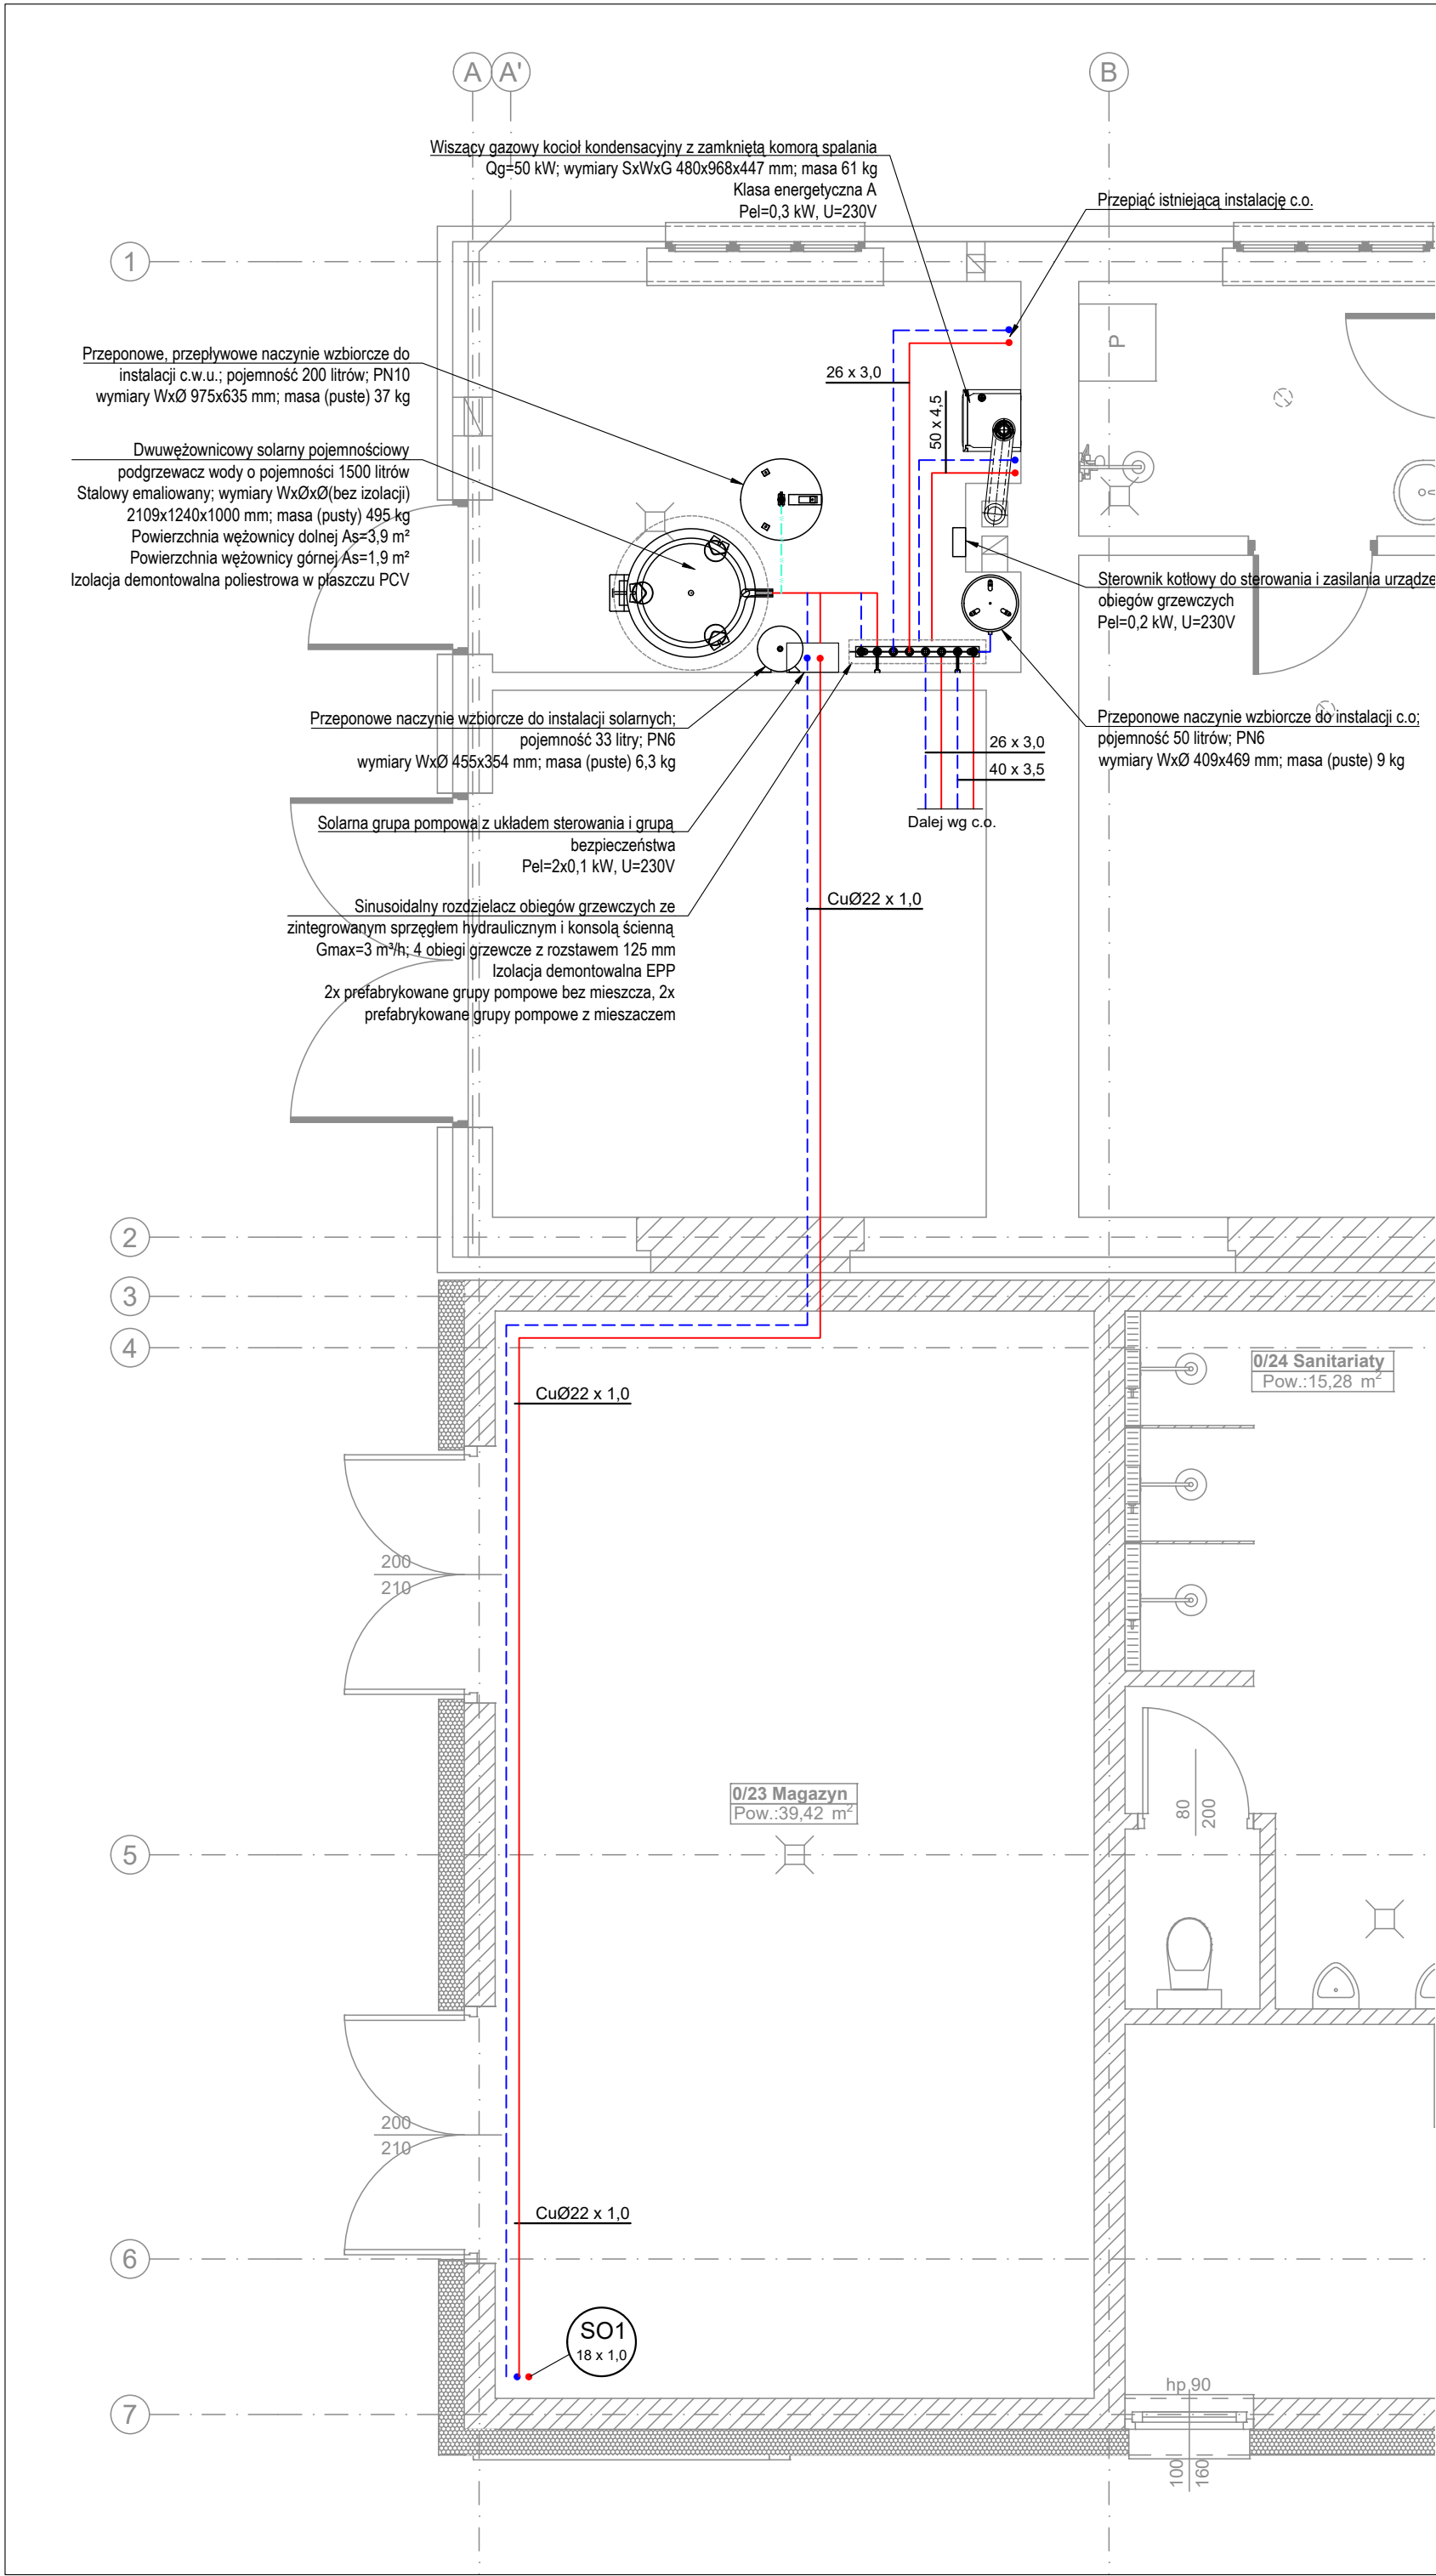 A
A'
B
Wiszący gazowy kocioł kondensacyjny z zamkniętą komorą spalania
Qg=50 kW; wymiary SxWxG 480x968x447 mm; masa 61 kg
Klasa energetyczna A
Pel=0,3 kW, U=230V
Przepiąć istniejącą instalację c.o.
1
Przeponowe, przepływowe naczynie wzbiorcze do
instalacji c.w.u.; pojemność 200 litrów; PN10
wymiary WxØ 975x635 mm; masa (puste) 37 kg
26 x 3,0
50 x 4,5
P
Dwuwężownicowy solarny pojemnościowy
podgrzewacz wody o pojemności 1500 litrów
Stalowy emaliowany; wymiary WxØxØ(bez izolacji)
2109x1240x1000 mm; masa (pusty) 495 kg
Powierzchnia wężownicy dolnej As=3,9 m²
Powierzchnia wężownicy górnej As=1,9 m²
Izolacja demontowalna poliestrowa w płaszczu PCV
Sterownik kotłowy do sterowania i zasilania urządze
obiegów grzewczych
Pel=0,2 kW, U=230V
Przeponowe naczynie wzbiorcze do instalacji solarnych;
pojemność 33 litry; PN6
wymiary WxØ 455x354 mm; masa (puste) 6,3 kg
Przeponowe naczynie wzbiorcze do instalacji c.o;
pojemność 50 litrów; PN6
wymiary WxØ 409x469 mm; masa (puste) 9 kg
26 x 3,0
40 x 3,5
Dalej wg c.o.
Solarna grupa pompowa z układem sterowania i grupą
bezpieczeństwa
Pel=2x0,1 kW, U=230V
CuØ22 x 1,0
Sinusoidalny rozdzielacz obiegów grzewczych ze
zintegrowanym sprzęgłem hydraulicznym i konsolą ścienną
Gmax=3 m³/h; 4 obiegi grzewcze z rozstawem 125 mm
Izolacja demontowalna EPP
2x prefabrykowane grupy pompowe bez mieszcza, 2x
prefabrykowane grupy pompowe z mieszaczem
2
3
4
0/24 Sanitariaty
Pow.:15,28 m²
CuØ22 x 1,0
200
210
0/23 Magazyn
Pow.:39,42 m²
80
200
5
200
210
CuØ22 x 1,0
6
SO1
18 x 1,0
hp 90
7
100
160